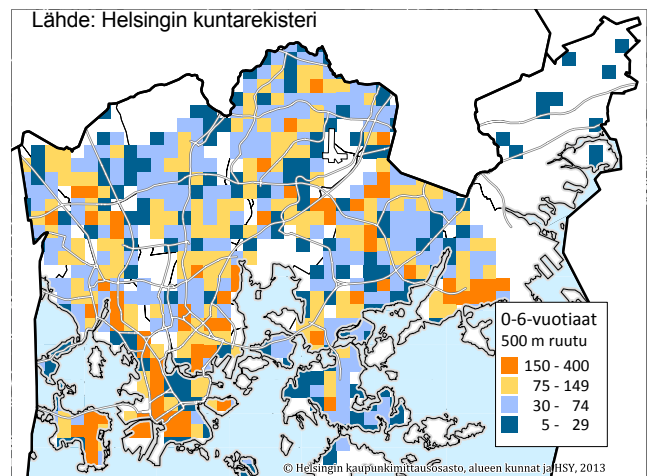 Lähde: Helsingin kuntarekisteri
0-6-vuotiaat
500 m ruutu
150 - 400
75 - 149
30 - 74
5 - 29
© Helsingin kaupunkimittausosasto, alueen kunnat ja HSY, 2013